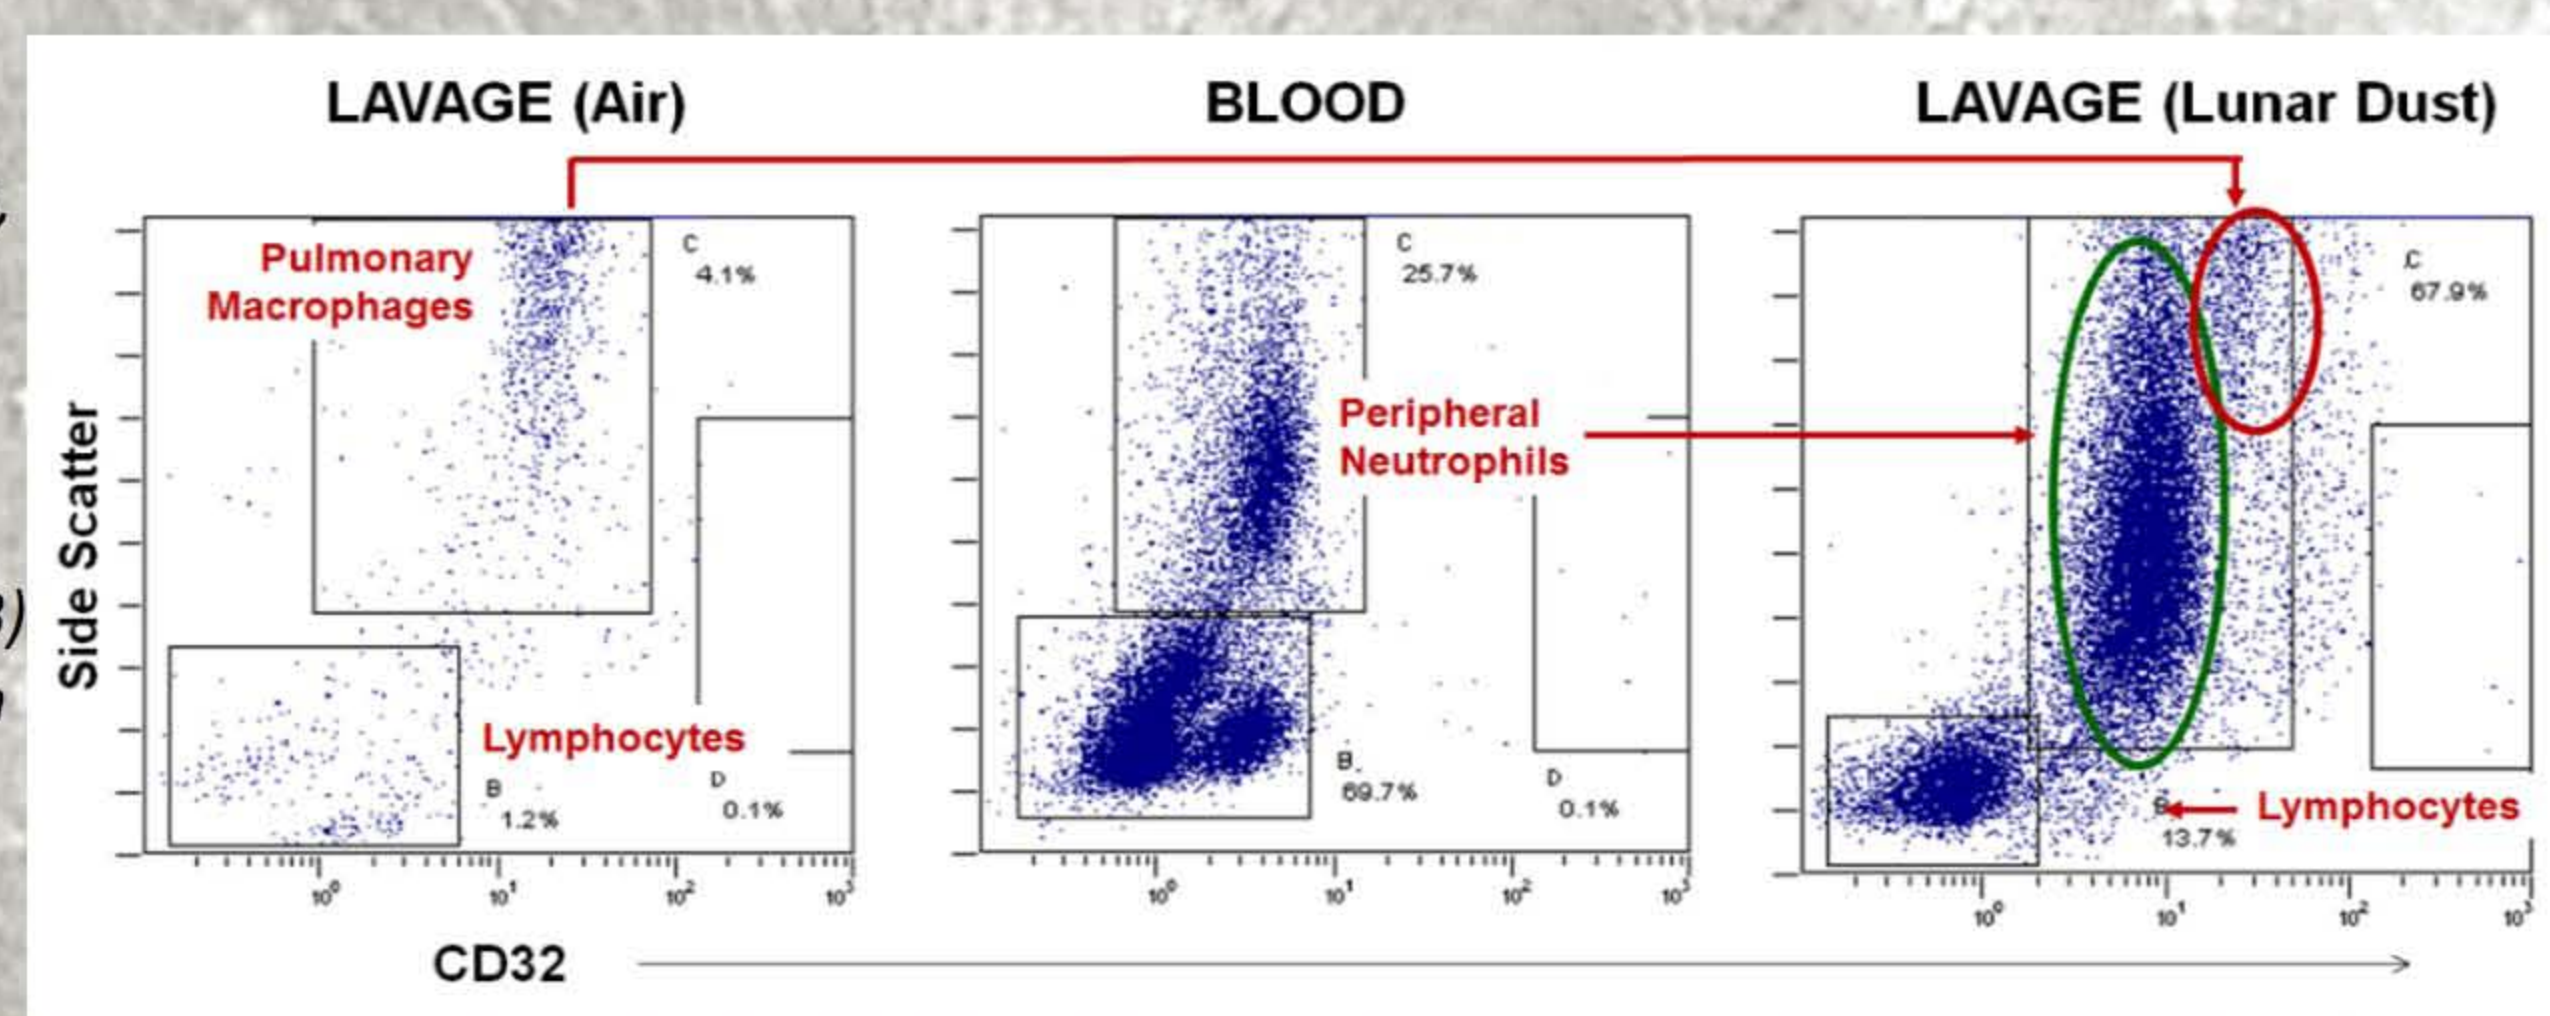 LAVAGE (Air)
BLOOD
LAVAGE (Lunar Dust)
Side Scatter
Pulmonary
Macrophages
C
4.1%
Lymphocytes
B
1.2%
D
0.1%
10⁰ 10¹ 10² 10³
C
25.7%
Peripheral
Neutrophils
B
69.7%
D
0.1%
10⁰ 10¹ 10² 10³
C
67.9%
Lymphocytes
13.7%
10⁰ 10¹ 10² 10³
CD32